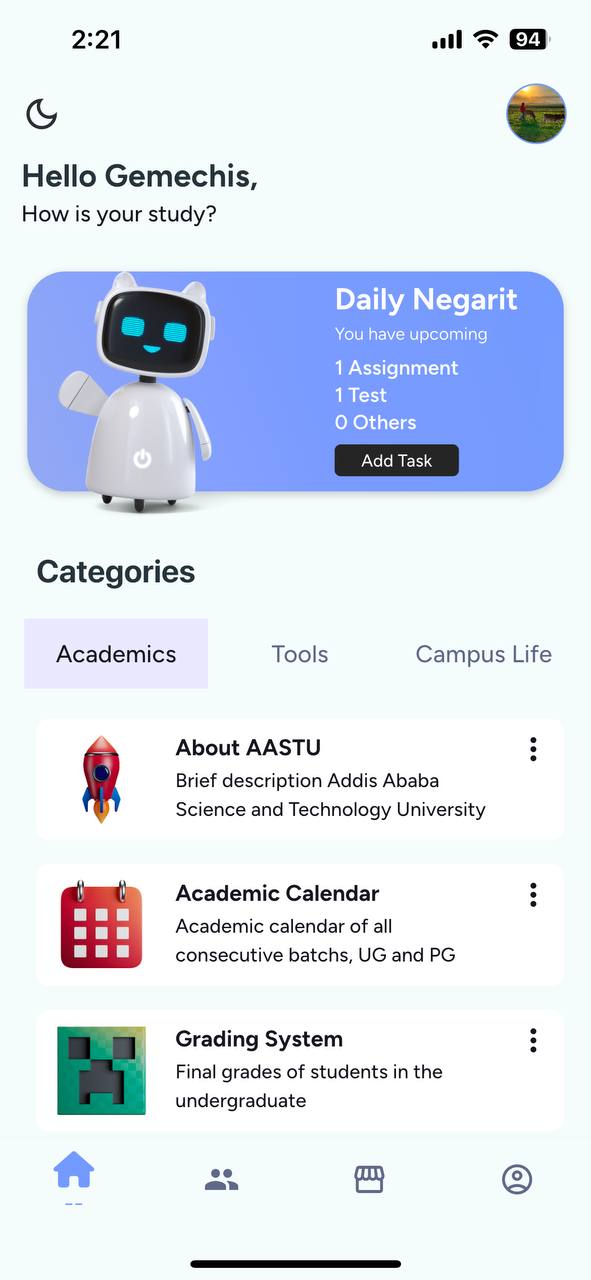 2:21
94
Hello Gemechis,
How is your study?
Daily Negarit
You have upcoming
1 Assignment
1 Test
0 Others
Add Task
Categories
Academics
Tools
Campus Life
About AASTU
Brief description Addis Ababa
Science and Technology University
Academic Calendar
Academic calendar of all
consecutive batchs, UG and PG
Grading System
Final grades of students in the
undergraduate